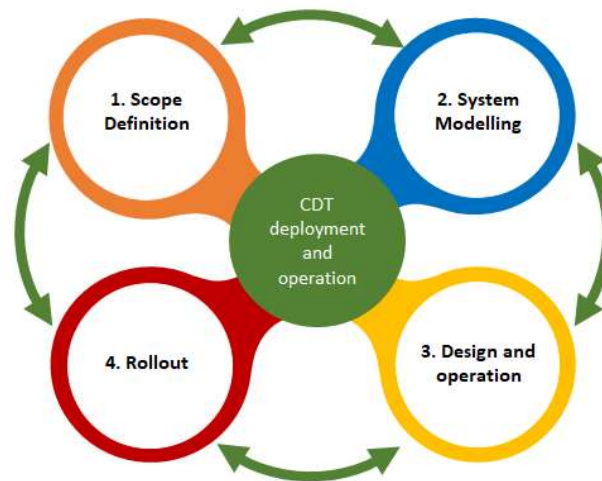 1. Scope
Definition
2. System
Modelling
CDT
deployment
and
operation
4. Rollout
3. Design and
operation